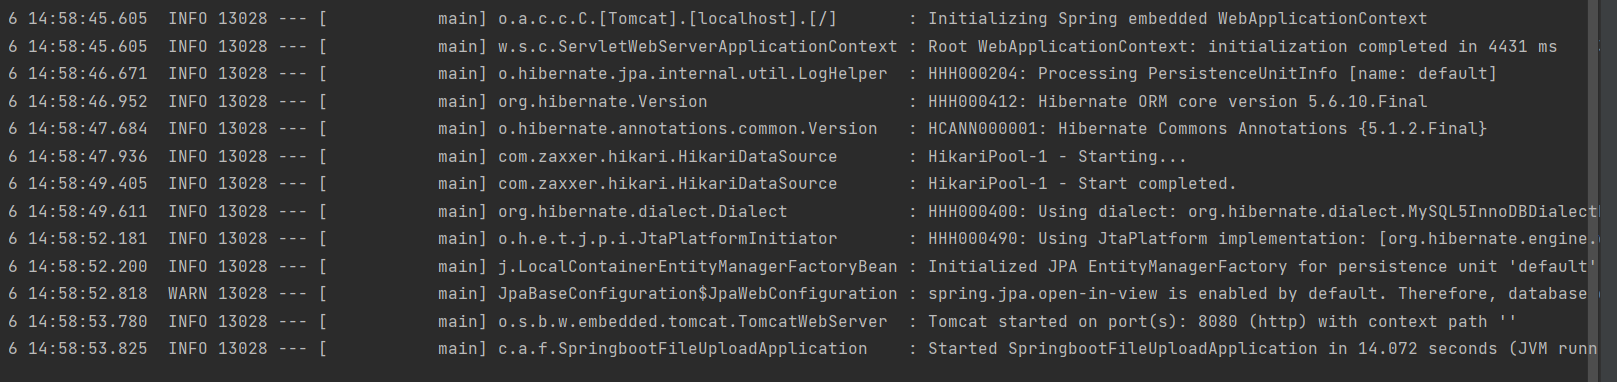 6 14:58:45.605  INFO 13028 --- [           main] o.a.c.c.C.[Tomcat].[localhost].[/]       : Initializing Spring embedded WebApplicationContext
6 14:58:45.605  INFO 13028 --- [           main] w.s.c.ServletWebServerApplicationContext : Root WebApplicationContext: initialization completed in 4431 ms
6 14:58:46.671  INFO 13028 --- [           main] o.hibernate.jpa.internal.util.LogHelper  : HHH000204: Processing PersistenceUnitInfo [name: default]
6 14:58:46.952  INFO 13028 --- [           main] org.hibernate.Version                    : HHH000412: Hibernate ORM core version 5.6.10.Final
6 14:58:47.684  INFO 13028 --- [           main] o.hibernate.annotations.common.Version   : HCANN000001: Hibernate Commons Annotations {5.1.2.Final}
6 14:58:47.936  INFO 13028 --- [           main] com.zaxxer.hikari.HikariDataSource       : HikariPool-1 - Starting...
6 14:58:49.405  INFO 13028 --- [           main] com.zaxxer.hikari.HikariDataSource       : HikariPool-1 - Start completed.
6 14:58:49.611  INFO 13028 --- [           main] org.hibernate.dialect.Dialect            : HHH000400: Using dialect: org.hibernate.dialect.MySQL5InnoDBDialect
6 14:58:52.181  INFO 13028 --- [           main] o.h.e.t.j.p.i.JtaPlatformInitiator       : HHH000490: Using JtaPlatform implementation: [org.hibernate.engine.
6 14:58:52.200  INFO 13028 --- [           main] j.LocalContainerEntityManagerFactoryBean : Initialized JPA EntityManagerFactory for persistence unit 'default'
6 14:58:52.818  WARN 13028 --- [           main] JpaBaseConfiguration$JpaWebConfiguration : spring.jpa.open-in-view is enabled by default. Therefore, database
6 14:58:53.780  INFO 13028 --- [           main] o.s.b.w.embedded.tomcat.TomcatWebServer  : Tomcat started on port(s): 8080 (http) with context path ''
6 14:58:53.825  INFO 13028 --- [           main] c.a.f.SpringbootFileUploadApplication    : Started SpringbootFileUploadApplication in 14.072 seconds (JVM runn